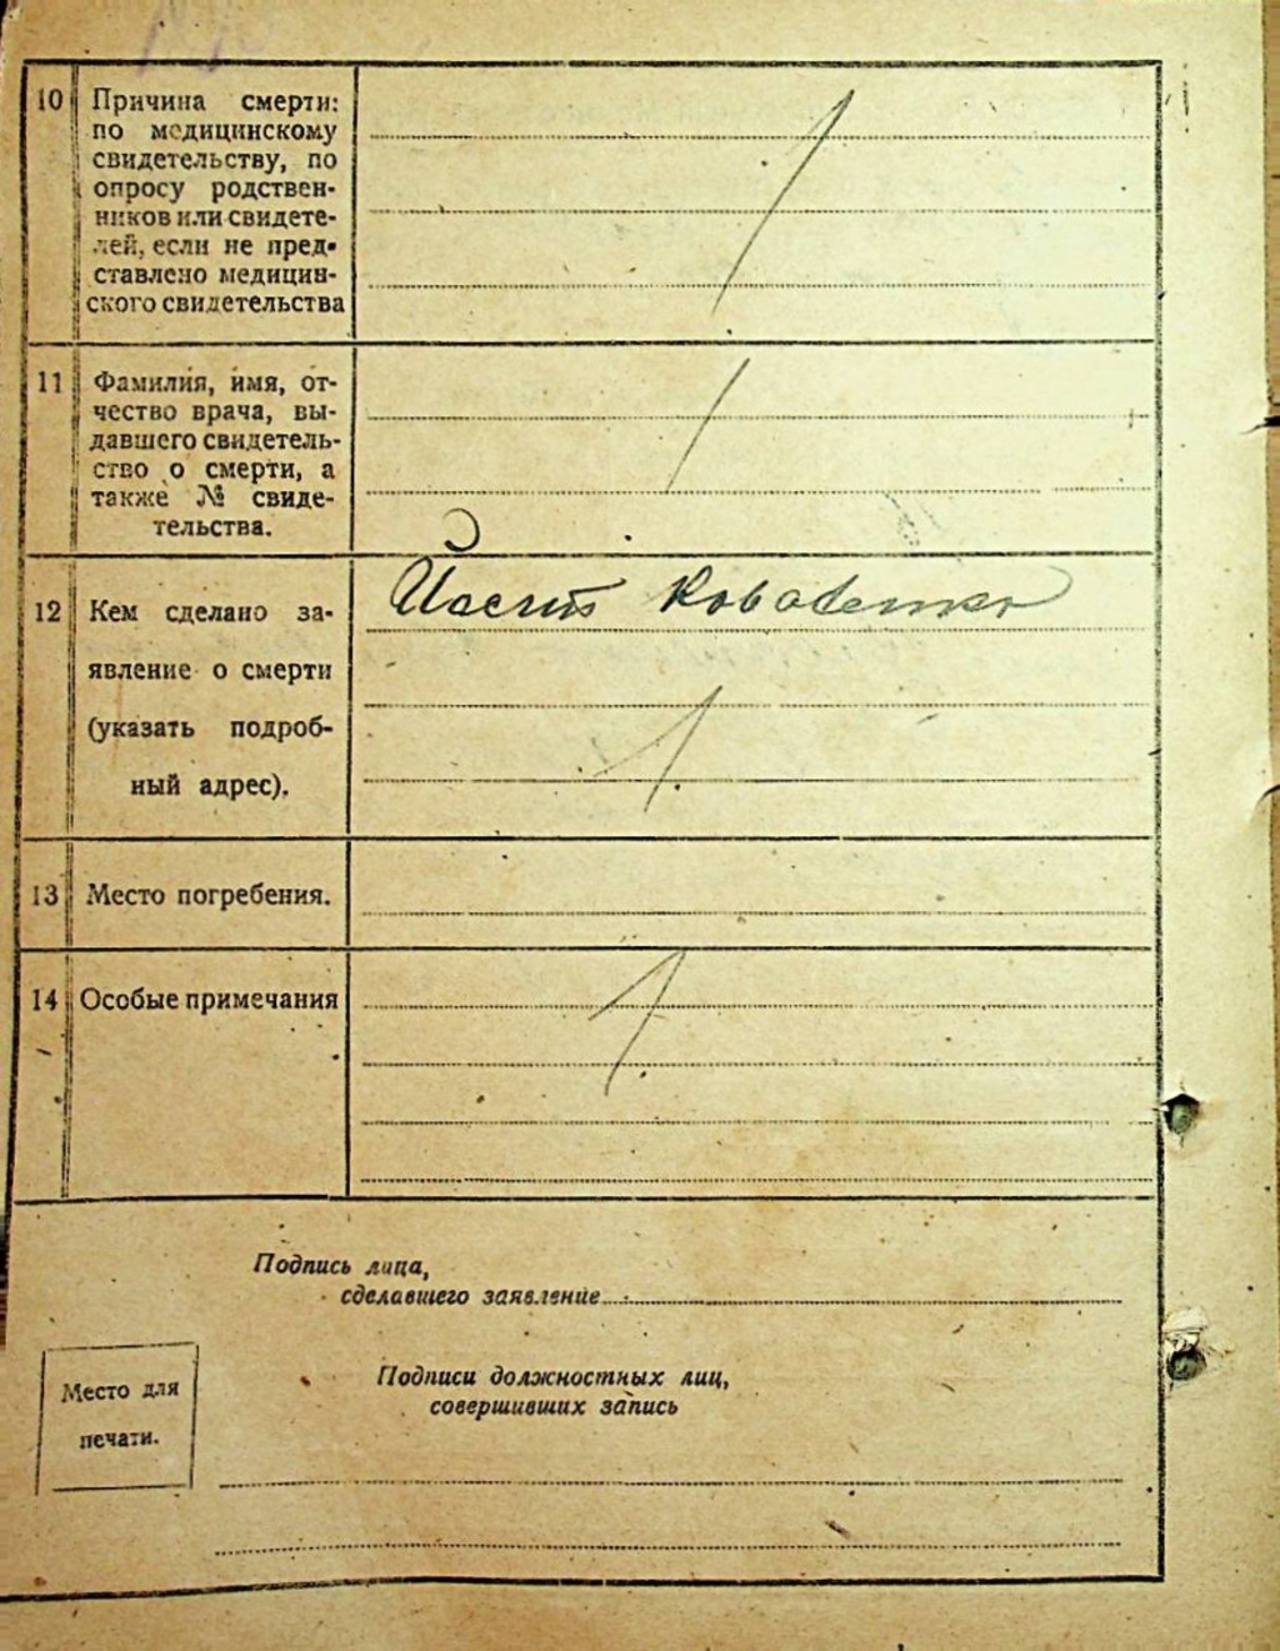 10 Причина смерти:
по медицинскому
свидетельству, по
опросу родствен-
ников или свидете-
лей, если не пред-
ставлено медицин-
ского свидетельства
11 Фамилия, имя, от-
чество врача, вы-
давшего свидетель-
ство о смерти, а
также № свиде-
тельства.
12 Кем сделано за-
явление о смерти
(указать подроб-
ный адрес).
13 Место погребения.
14 Особые примечания
Подпись лица,
сделавшего заявление
Подписи должностных лиц,
совершивших запись
Место для
печати.